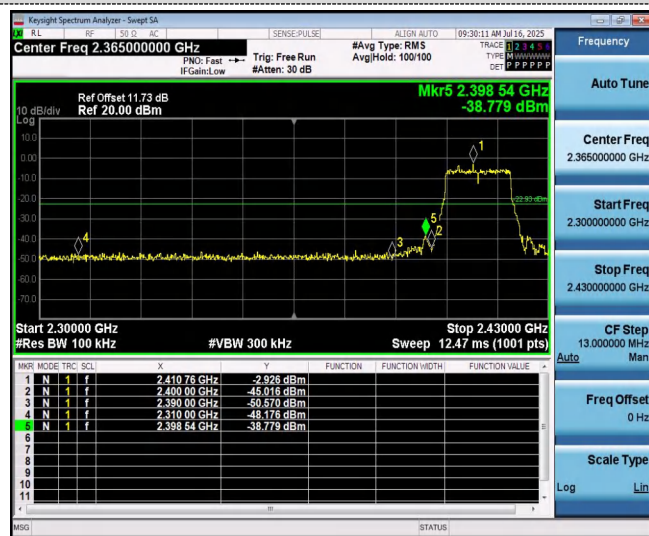 Keysight Spectrum Analyzer - Swept SA
RL RF 50 Ω AC SENSE:PULSE ALIGN AUTO 09:30:11 AM Jul 16, 2025
Center Freq 2.365000000 GHz
PNO: Fast
IFGain:Low
Trig: Free Run
#Atten: 30 dB
#Avg Type: RMS
Avg|Hold: 100/100
TRACE 1 2 3 4 5 6
TYPE M W W W W W
DET P P P P P P
Ref Offset 11.73 dB
Ref 20.00 dBm
10 dB/div
Log
Mkr5 2.398 54 GHz
-38.779 dBm
10.0
0.00
-10.0
-20.0
-30.0
-40.0
-50.0
-60.0
-70.0
1
-22.93 dBm
5
2
3
4
Start 2.30000 GHz Stop 2.43000 GHz
#Res BW 100 kHz #VBW 300 kHz Sweep 12.47 ms (1001 pts)
MKR MODE TRC SCL X Y FUNCTION FUNCTION WIDTH FUNCTION VALUE
1 N 1 f 2.410 76 GHz -2.926 dBm
2 N 1 f 2.400 00 GHz -45.016 dBm
3 N 1 f 2.390 00 GHz -50.570 dBm
4 N 1 f 2.310 00 GHz -48.176 dBm
5 N 1 f 2.398 54 GHz -38.779 dBm
6
7
8
9
10
11
MSG STATUS
Frequency
Auto Tune
Center Freq
2.365000000 GHz
Start Freq
2.300000000 GHz
Stop Freq
2.430000000 GHz
CF Step
13.000000 MHz
Auto Man
Freq Offset
0 Hz
Scale Type
Log Lin